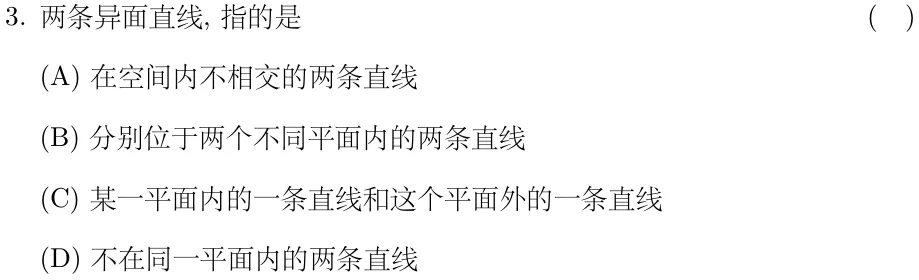 3. 两条异面直线, 指的是 ( )
(A) 在空间内不相交的两条直线
(B) 分别位于两个不同平面内的两条直线
(C) 某一平面内的一条直线和这个平面外的一条直线
(D) 不在同一平面内的两条直线